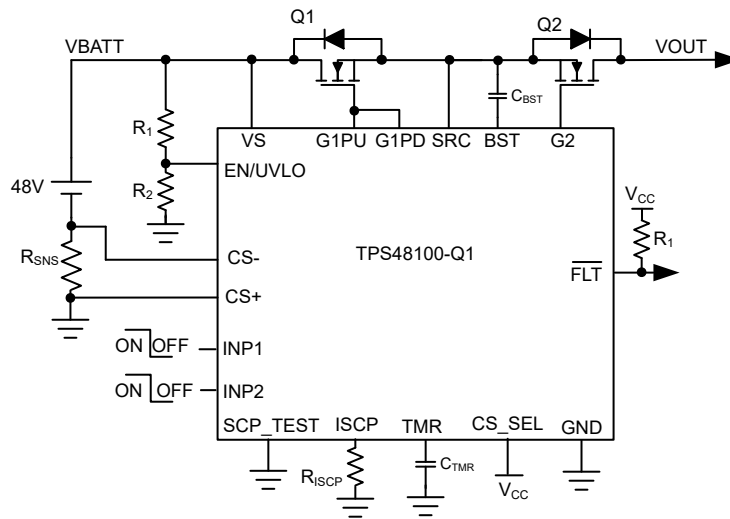 Q1
Q2
VBATT
VOUT
CBST
R1
VS
G1PU
G1PD
SRC
BST
G2
EN/UVLO
R2
48V
VCC
R1
TPS48100-Q1
RSNS
CS-
FLT
CS+
ON OFF
INP1
ON OFF
INP2
SCP_TEST
ISCP
TMR
CS_SEL
GND
RISCP
CTMR
VCC